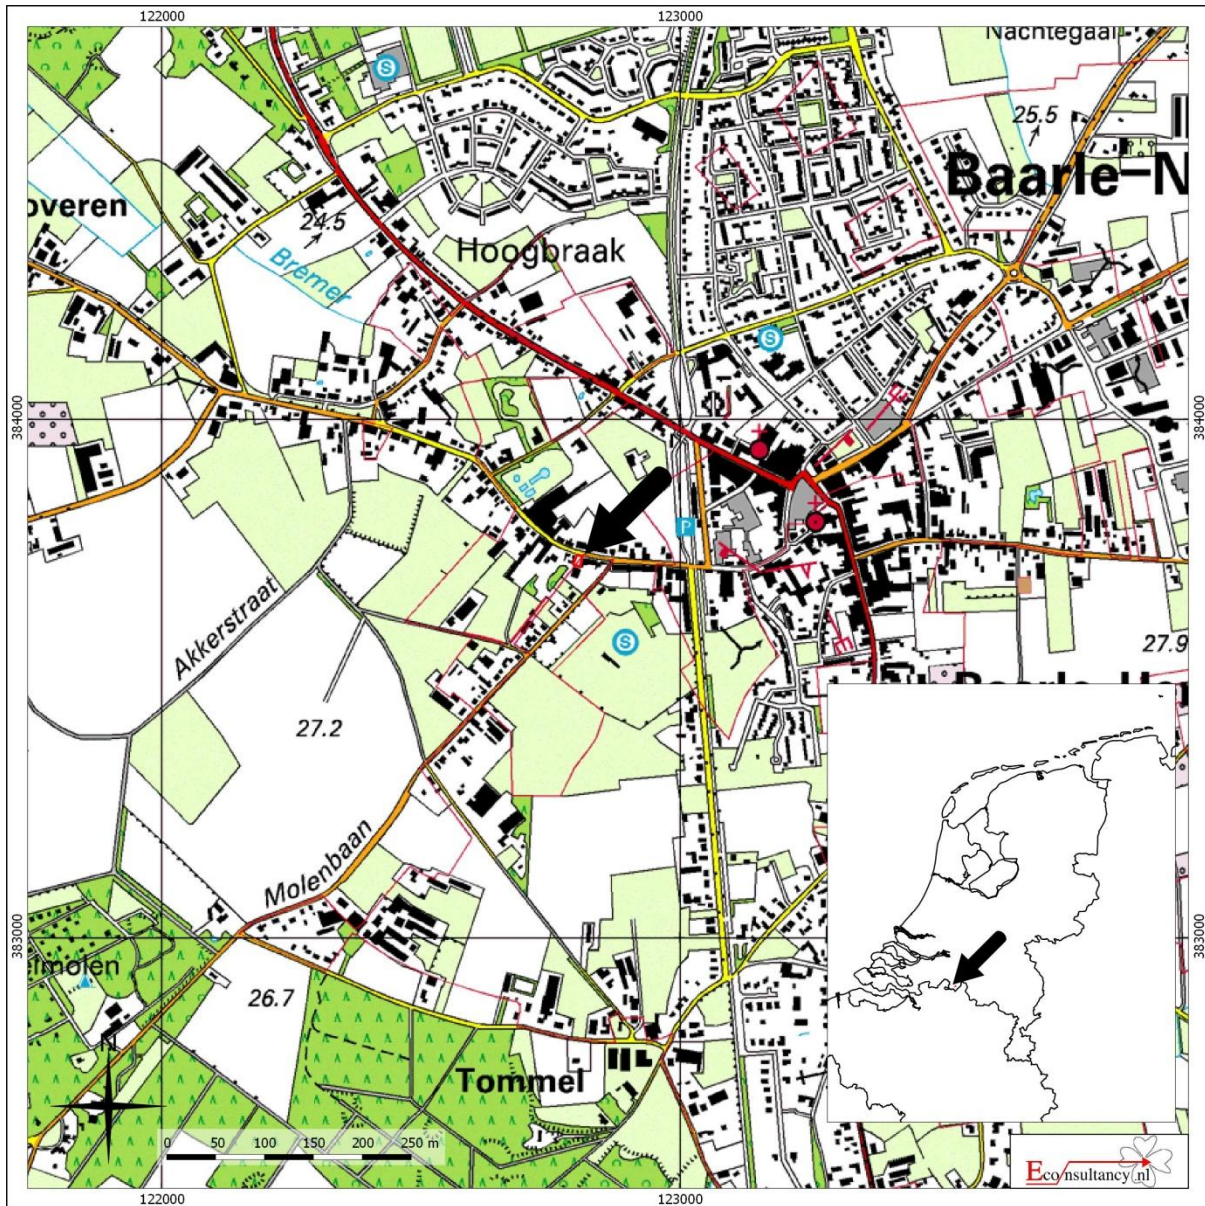 122000
123000
Nachtegaal
25.5
Baarle-N
overen
24.5
Bremer
Hoogbraak
S
S
384000
384000
P
Akkerstraat
S
27.9
27.2
Molenbaan
383000
383000
elmolen
26.7
N
Tommel
0 50 100 150 200 250 m
Econsultancy.nl
122000
123000